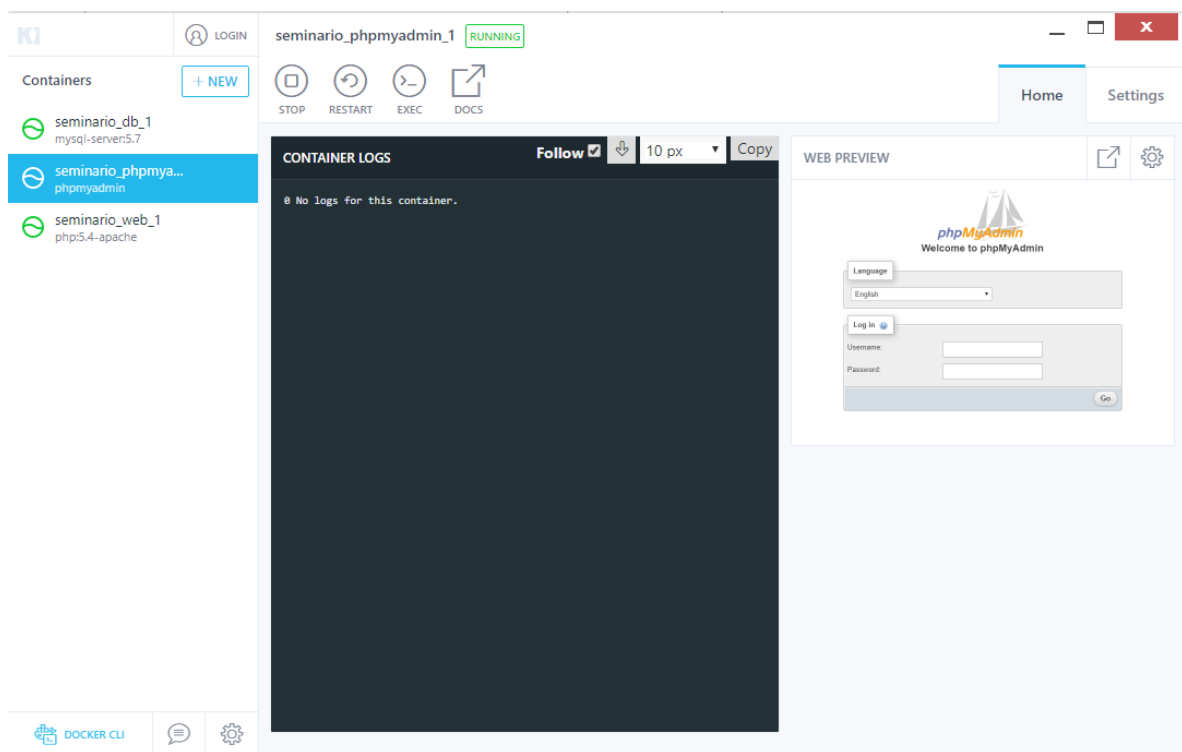 LOGIN
Containers
+ NEW
seminario_db_1
mysql-server:5.7
seminario_phpmya...
phpmyadmin
seminario_web_1
php:5.4-apache
DOCKER CLI
seminario_phpmyadmin_1 RUNNING
STOP RESTART EXEC DOCS
Home Settings
CONTAINER LOGS Follow 10 px Copy
0 No logs for this container.
WEB PREVIEW
phpMyAdmin
Welcome to phpMyAdmin
Language
English
Log in
Username:
Password:
Go